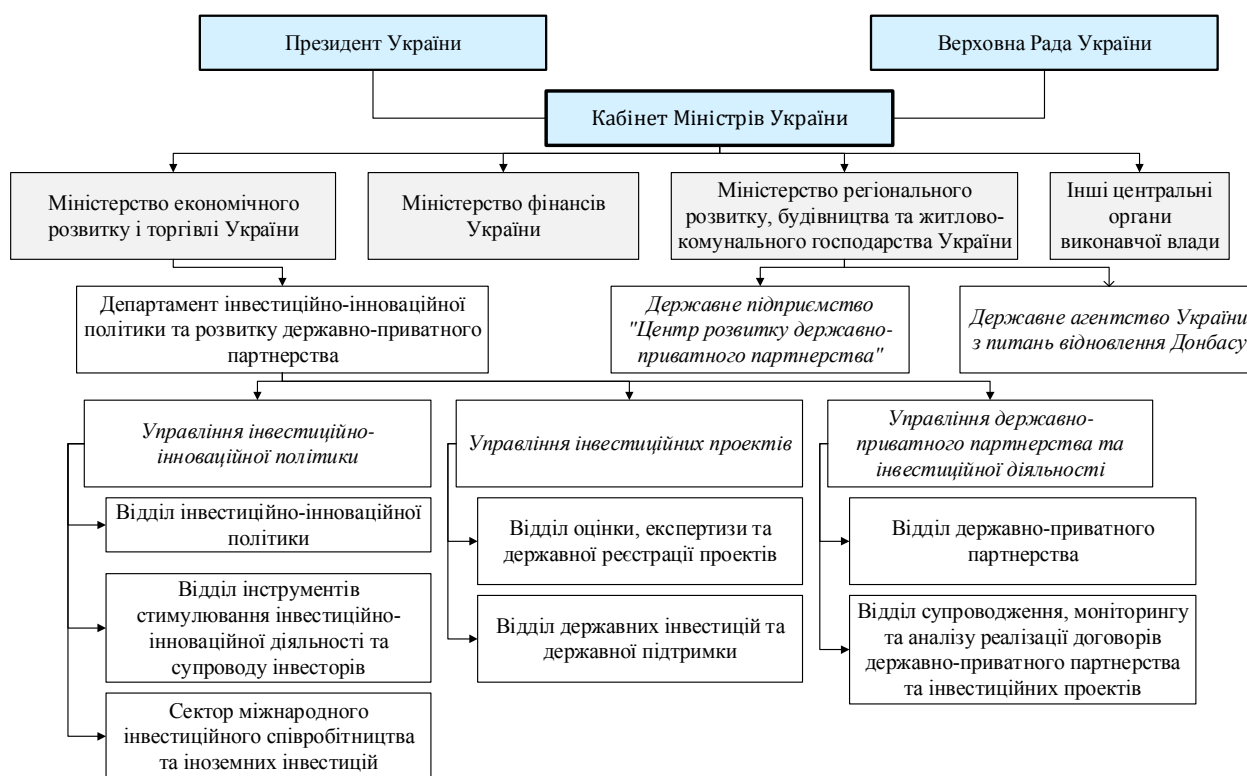 Президент України
Верховна Рада України
Кабінет Міністрів України
Міністерство економічного
розвитку і торгівлі України
Міністерство фінансів
України
Міністерство регіонального
розвитку, будівництва та житлово-
комунального господарства України
Інші центральні
органи
виконавчої влади
Департамент інвестиційно-інноваційної
політики та розвитку державно-приватного
партнерства
Державне підприємство
"Центр розвитку державно-
приватного партнерства"
Державне агентство України
з питань відновлення Донбасу
Управління інвестиційно-
інноваційної політики
Управління інвестиційних проектів
Управління державно-
приватного партнерства та
інвестиційної діяльності
Відділ інвестиційно-інноваційної
політики
Відділ оцінки, експертизи та
державної реєстрації проектів
Відділ державно-приватного
партнерства
Відділ інструментів
стимулювання інвестиційно-
інноваційної діяльності та
супроводу інвесторів
Відділ державних інвестицій та
державної підтримки
Відділ супроводження, моніторингу
та аналізу реалізації договорів
державно-приватного партнерства
та інвестиційних проектів
Сектор міжнародного
інвестиційного співробітництва
та іноземних інвестицій